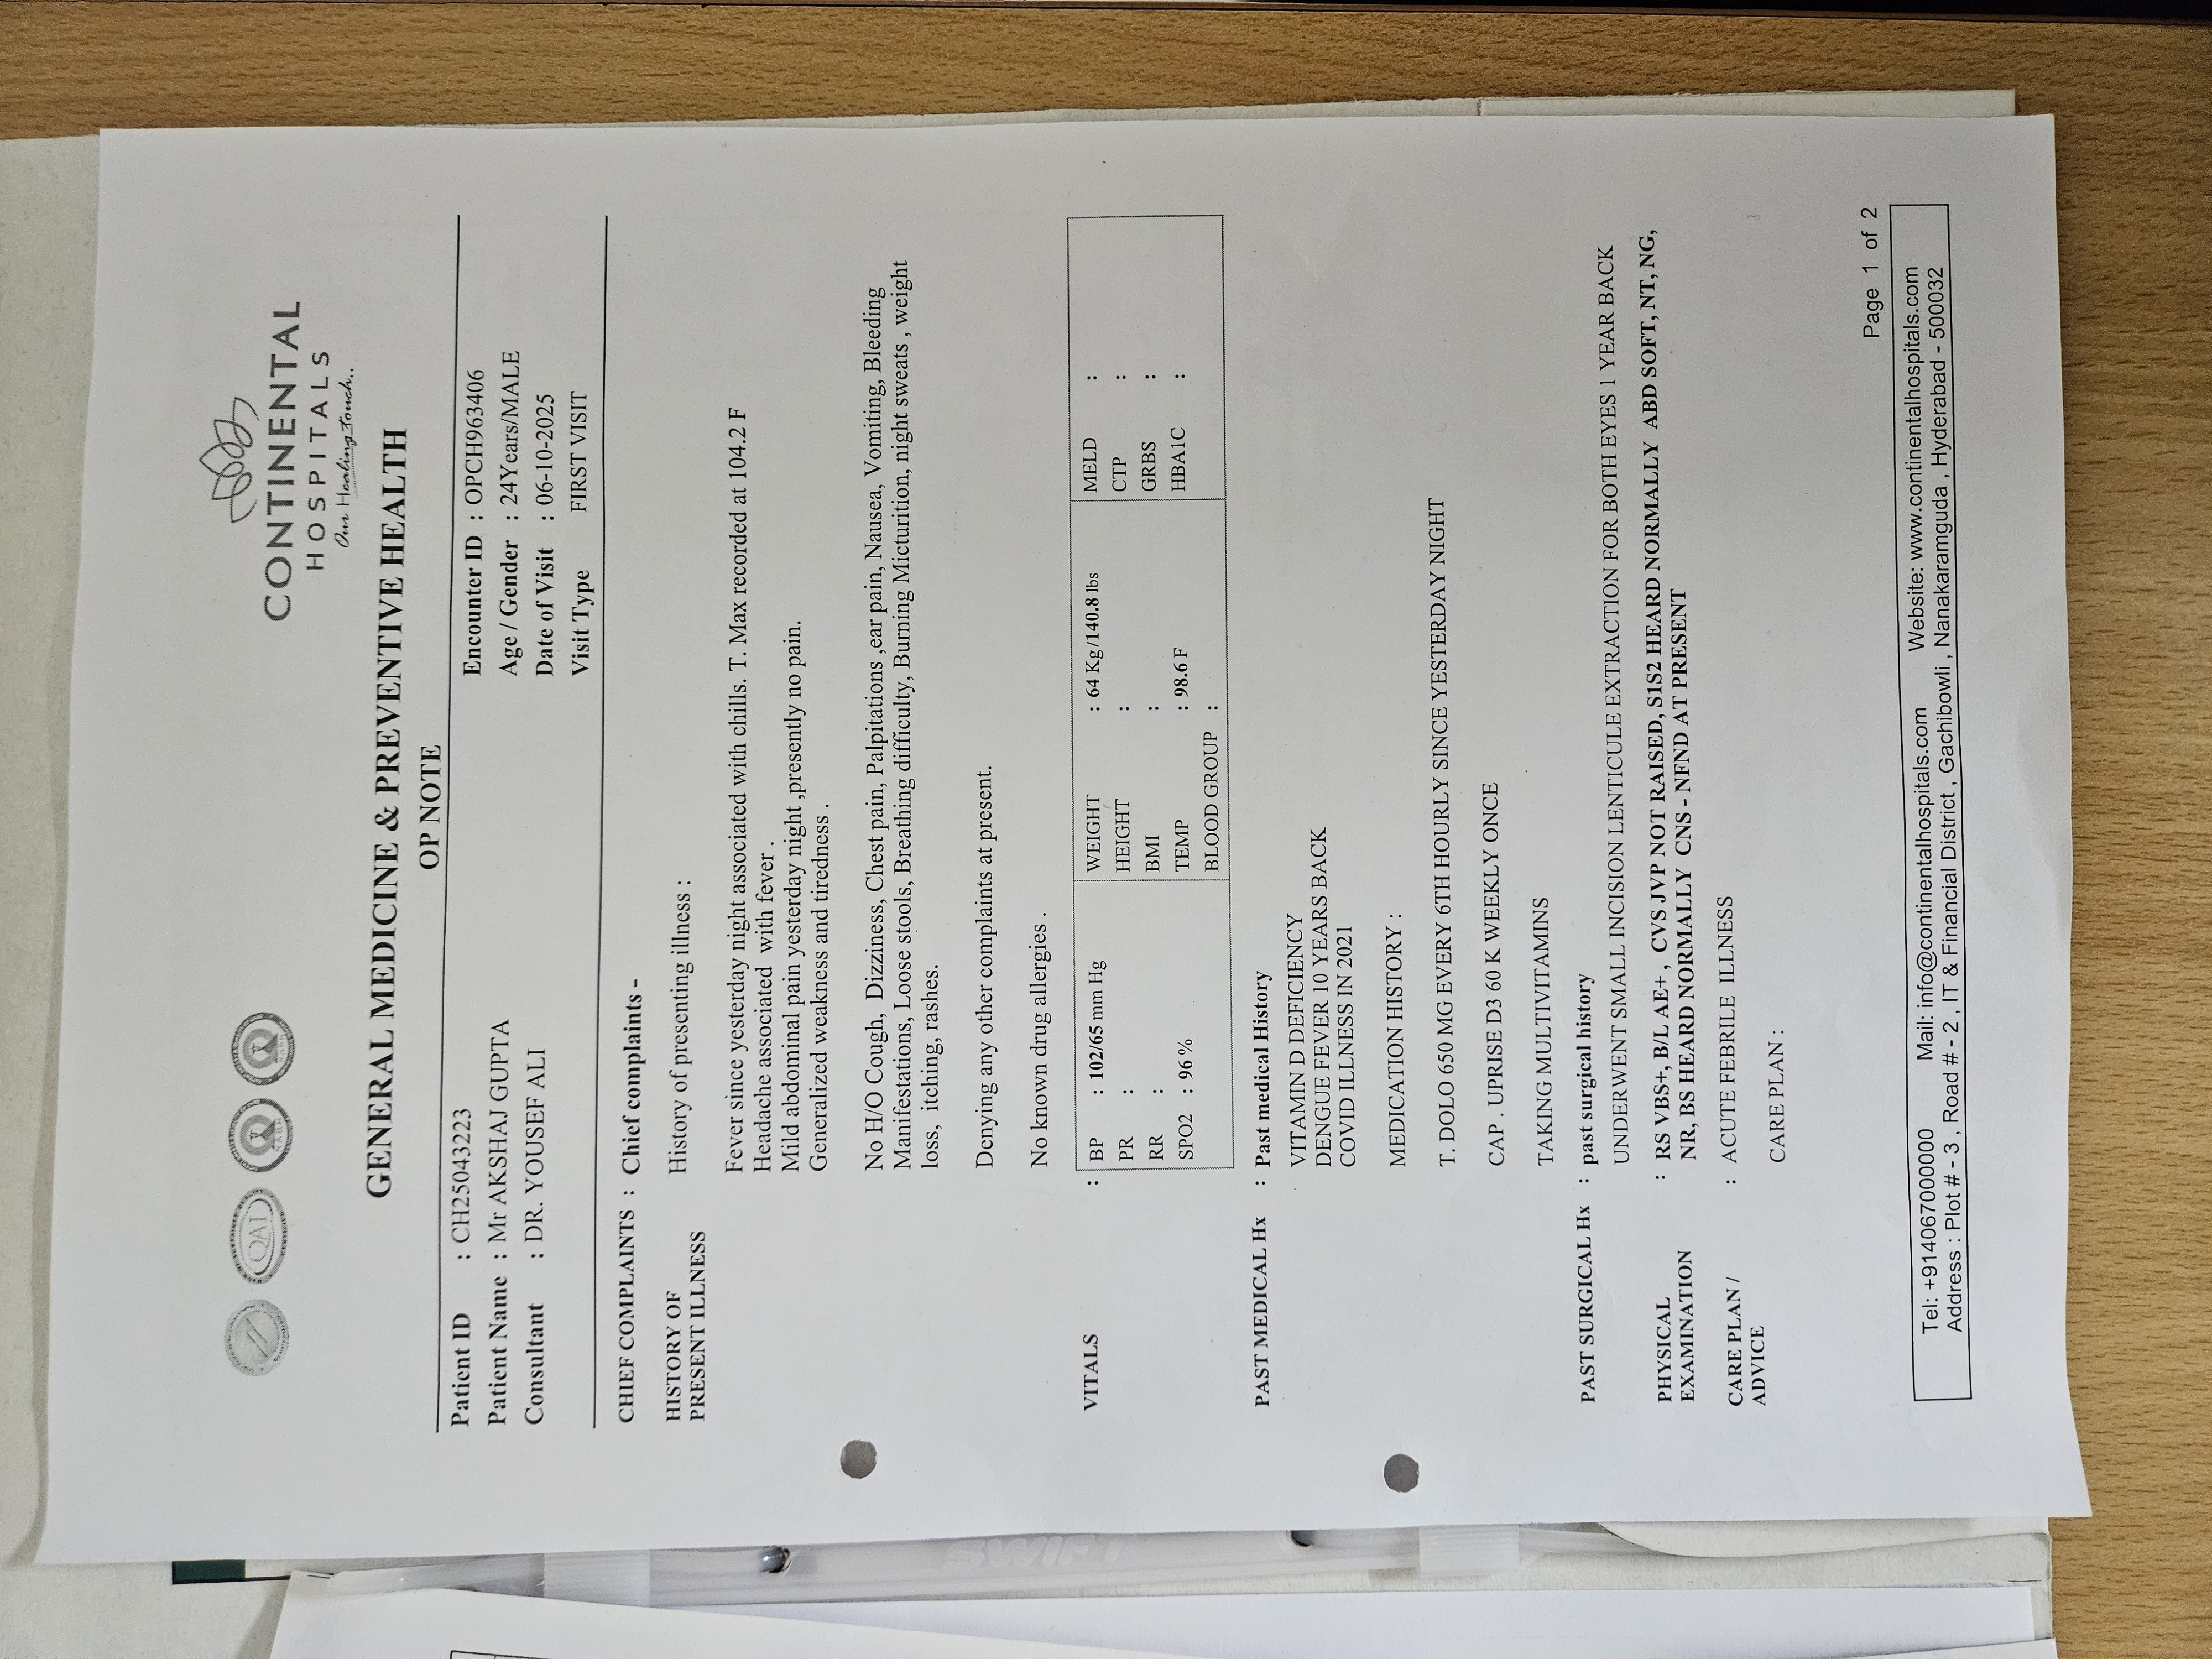 QAI
NABH
NABH
CONTINENTAL
HOSPITALS
Our Healing Touch..
GENERAL MEDICINE & PREVENTIVE HEALTH
OP NOTE
Patient ID : CH25043223
Patient Name : Mr AKSHAJ GUPTA
Consultant : DR. YOUSEF ALI
Encounter ID : OPCH963406
Age / Gender : 24Years/MALE
Date of Visit : 06-10-2025
Visit Type FIRST VISIT
CHIEF COMPLAINTS : Chief complaints -
HISTORY OF PRESENT ILLNESS
History of presenting illness :
Fever since yesterday night associated with chills. T. Max recorded at 104.2 F
Headache associated with fever .
Mild abdominal pain yesterday night ,presently no pain.
Generalized weakness and tiredness .
No H/O Cough, Dizziness, Chest pain, Palpitations ,ear pain, Nausea, Vomiting, Bleeding
Manifestations, Loose stools, Breathing difficulty, Burning Micturition, night sweats , weight
loss, itching, rashes.
Denying any other complaints at present.
No known drug allergies .
VITALS :
BP : 102/65 mm Hg
PR :
RR :
SPO2 : 96 %
WEIGHT : 64 Kg/140.8 lbs
HEIGHT :
BMI :
TEMP : 98.6 F
BLOOD GROUP :
MELD :
CTP :
GRBS :
HBA1C :
PAST MEDICAL Hx : Past medical History
VITAMIN D DEFICIENCY
DENGUE FEVER 10 YEARS BACK
COVID ILLNESS IN 2021
MEDICATION HISTORY :
T. DOLO 650 MG EVERY 6TH HOURLY SINCE YESTERDAY NIGHT
CAP . UPRISE D3 60 K WEEKLY ONCE
TAKING MULTIVITAMINS
PAST SURGICAL Hx : past surgical history
UNDERWENT SMALL INCISION LENTICULE EXTRACTION FOR BOTH EYES 1 YEAR BACK
PHYSICAL EXAMINATION
: RS VBS+, B/L AE+ , CVS JVP NOT RAISED, S1S2 HEARD NORMALLY ABD SOFT, NT, NG,
NR, BS HEARD NORMALLY CNS - NFND AT PRESENT
CARE PLAN / ADVICE
: ACUTE FEBRILE ILLNESS
CARE PLAN :
Page 1 of 2
Tel: +914067000000 Mail: info@continentalhospitals.com Website: www.continentalhospitals.com
Address : Plot # - 3 , Road # - 2 , IT & Financial District , Gachibowli , Nanakaramguda , Hyderabad - 500032